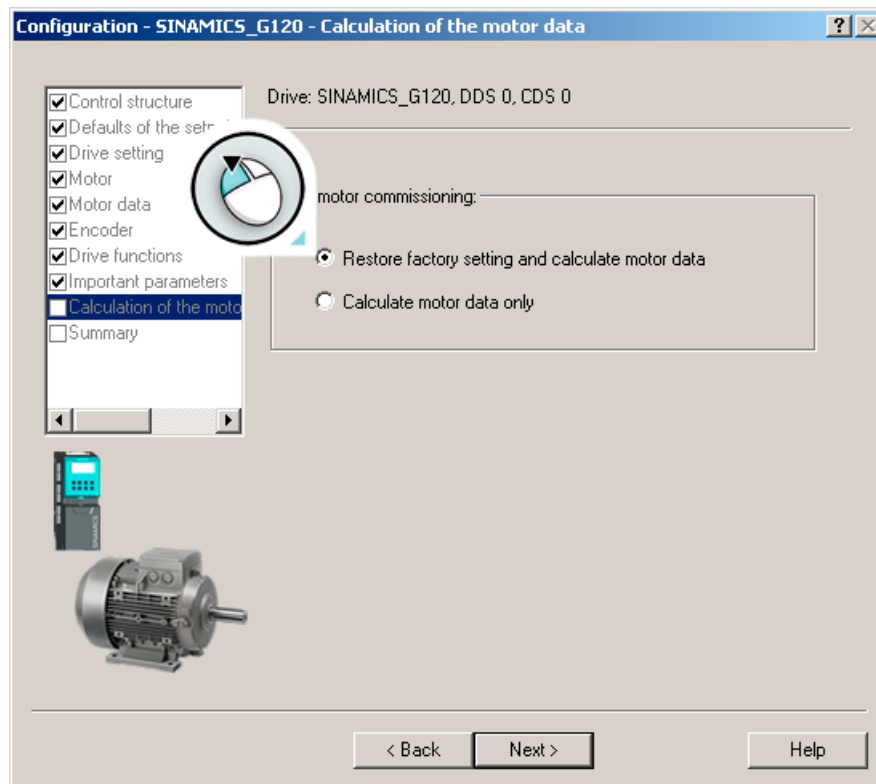 Configuration - SINAMICS_G120 - Calculation of the motor data
Drive: SINAMICS_G120, DDS 0, CDS 0
Control structure
Defaults of the
Drive setting
Motor
Motor data
Encoder
Drive functions
Important parameters
Calculation of the moto
Summary
motor commissioning:
Restore factory setting and calculate motor data
Calculate motor data only
SINAMICS
< Back
Next >
Help